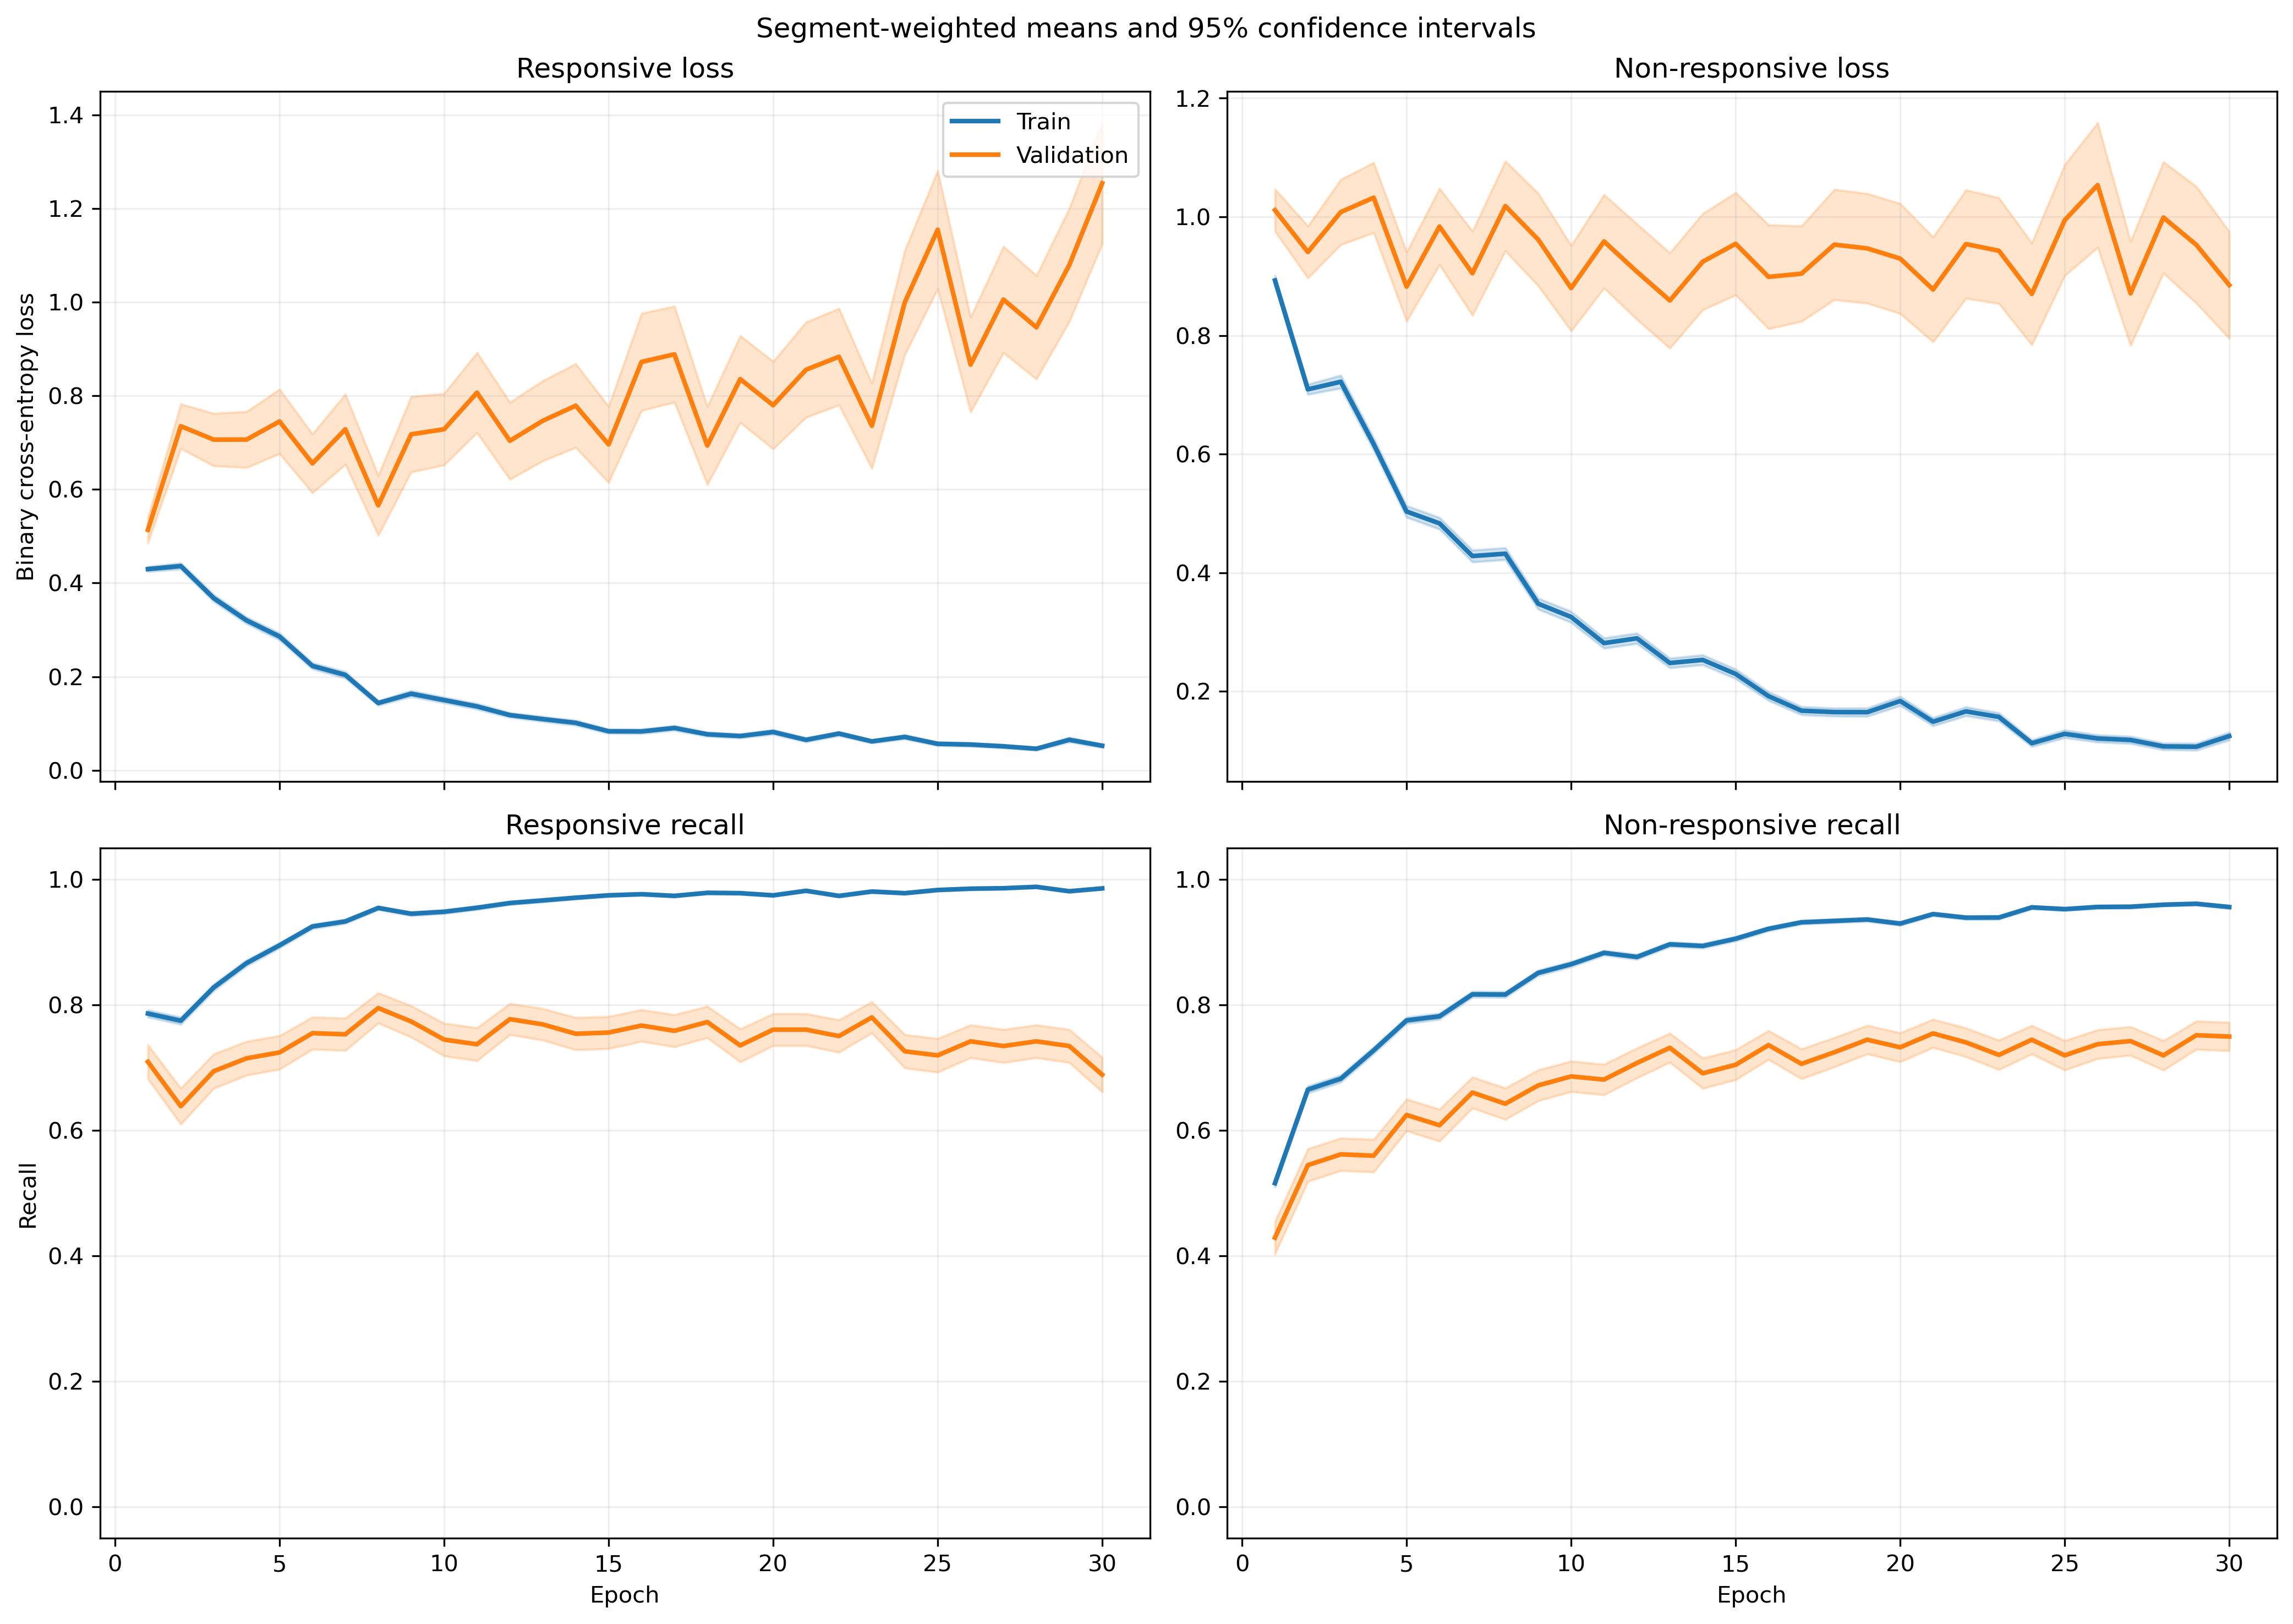 Segment-weighted means and 95% confidence intervals
Responsive loss
Binary cross-entropy loss
1.4
1.2
1.0
0.8
0.6
0.4
0.2
0.0
Train
Validation
Non-responsive loss
1.2
1.0
0.8
0.6
0.4
0.2
Responsive recall
Recall
1.0
0.8
0.6
0.4
0.2
0.0
0 5 10 15 20 25 30
Epoch
Non-responsive recall
1.0
0.8
0.6
0.4
0.2
0.0
0 5 10 15 20 25 30
Epoch